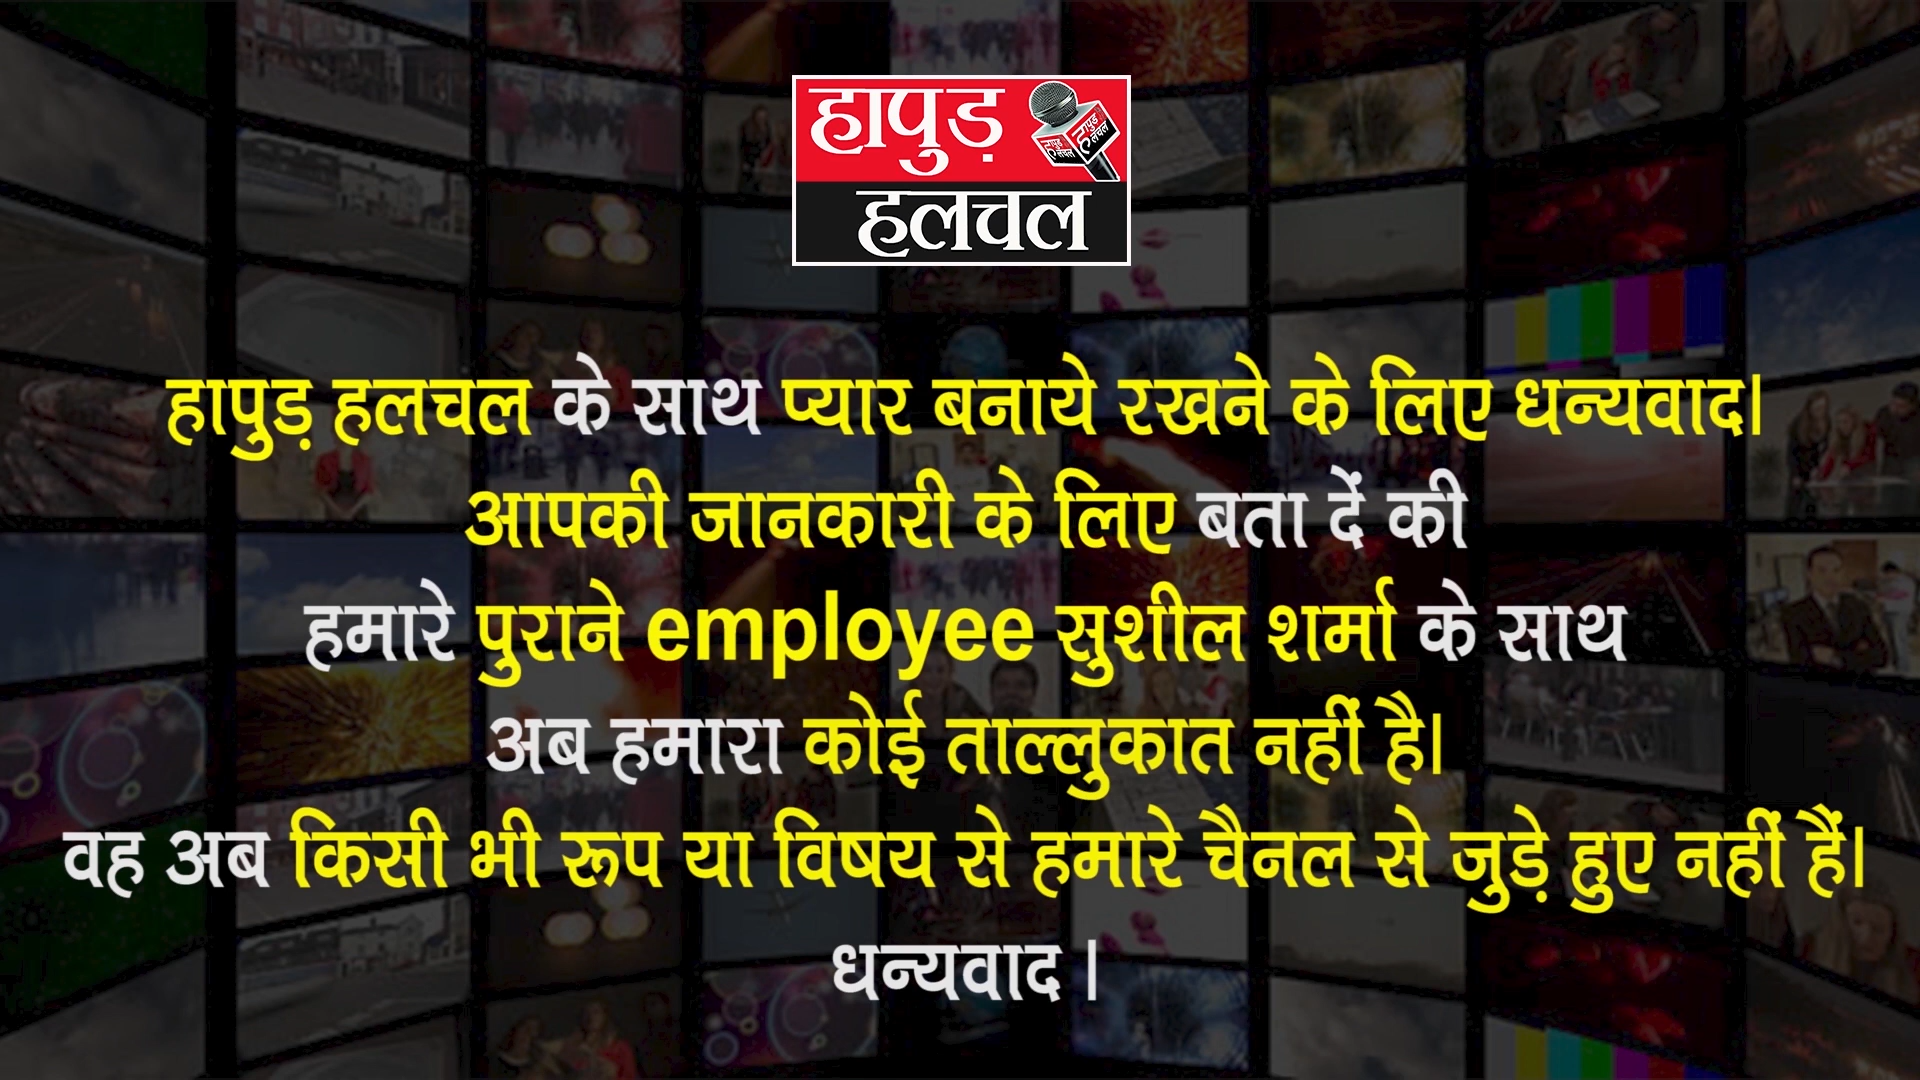 हापुड़
हलचल
हापुड़ हलचल के साथ प्यार बनाये रखने के लिए धन्यवाद।
आपकी जानकारी के लिए बता दें की
हमारे पुराने employee सुशील शर्मा के साथ
अब हमारा कोई ताल्लुकात नहीं है।
वह अब किसी भी रूप या विषय से हमारे चैनल से जुड़े हुए नहीं हैं।
धन्यवाद ।